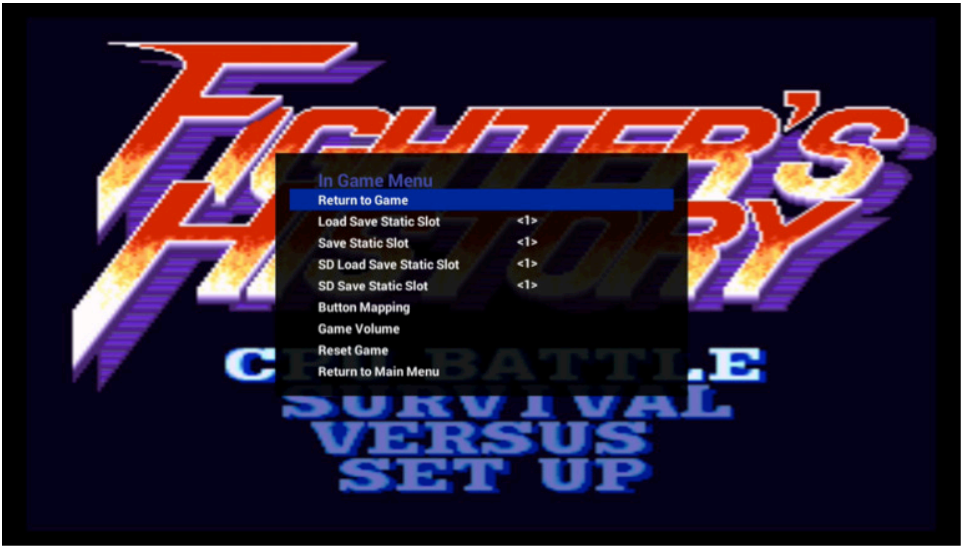 FIGHTER'S
HISTORY
In Game Menu
Return to Game
Load Save Static Slot <1>
Save Static Slot <1>
SD Load Save Static Slot <1>
SD Save Static Slot <1>
Button Mapping
Game Volume
Reset Game
Return to Main Menu
CPU BATTLE
SURVIVAL
VERSUS
SET UP